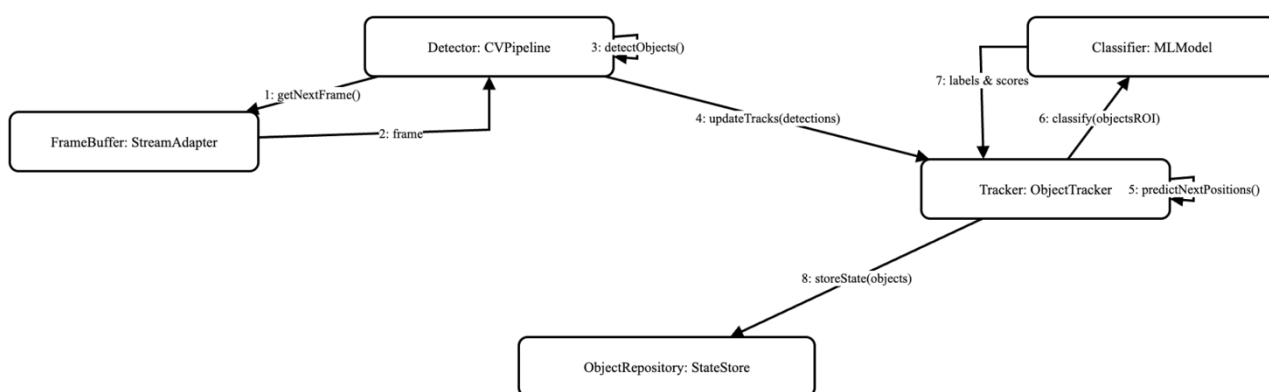 Detector: CVPipeline
3: detectObjects()
Classifier: MLModel
7: labels & scores
1: getNextFrame()
FrameBuffer: StreamAdapter
2: frame
4: updateTracks(detections)
6: classify(objectsROI)
Tracker: ObjectTracker
5: predictNextPositions()
8: storeState(objects)
ObjectRepository: StateStore